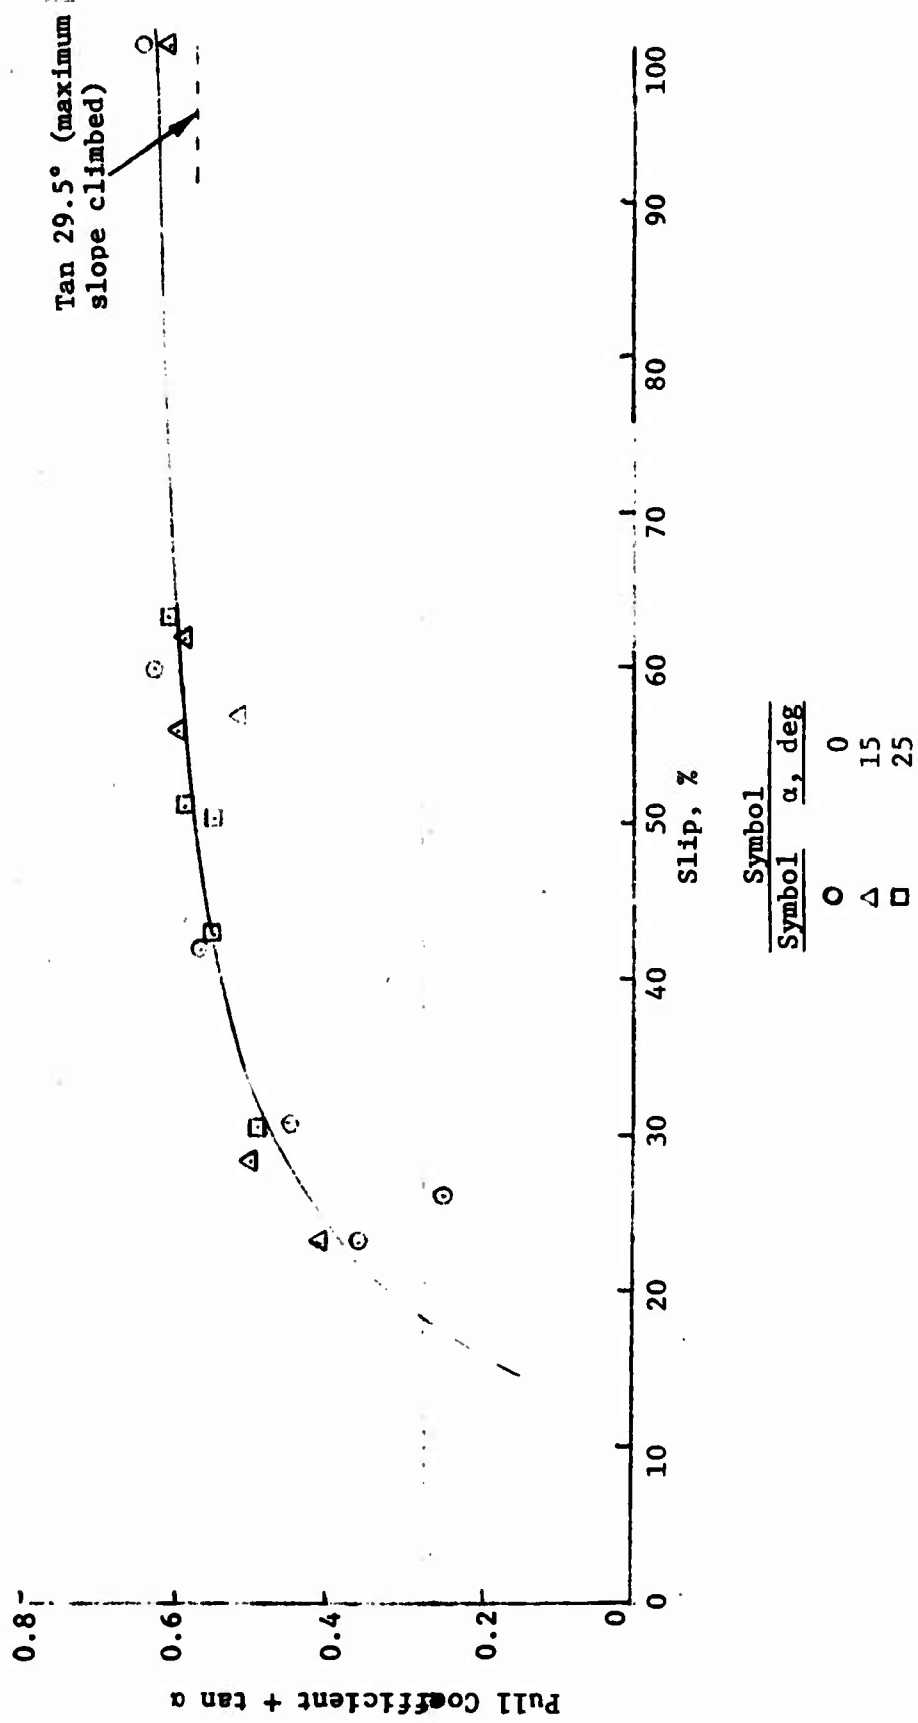 Tan 29.5° (maximum
slope climbed)
Pull Coefficient + tan α
0.8
0.6
0.4
0.2
0
0 10 20 30 40 50 60 70 80 90 100
Slip, %
Symbol
Symbol α, deg
O 0
Δ 15
□ 25